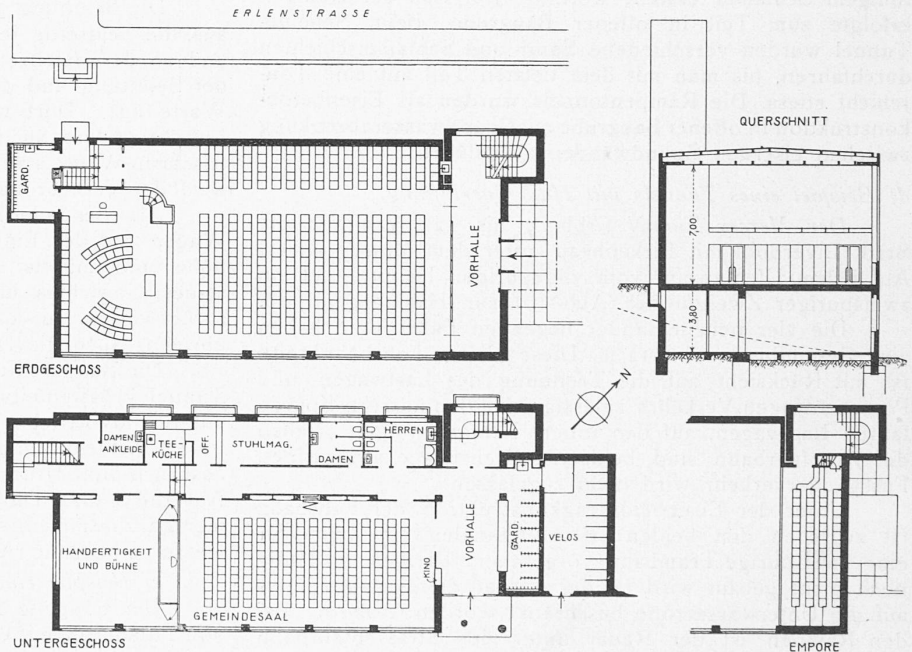 ERLENSTRASSE
QUERSCHNITT
GARD.
VORHALLE
7,00
3,80
ERDGESCHOSS
N
DAMEN
ANKLEIDE
TEE-
KÜCHE
OFF.
STUHLMAG.
DAMEN
HERREN
HANDFERTIGKEIT
UND BÜHNE
GEMEINDESAAL
KINO
VORHALLE
GARD.
VELOS
UNTERGESCHOSS
EMPORE